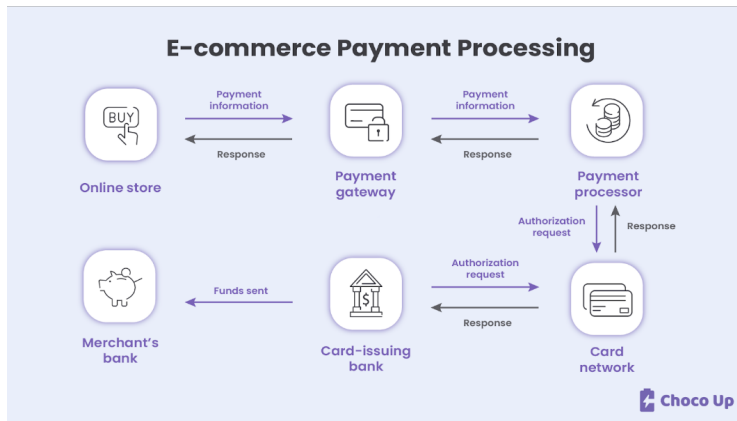 E-commerce Payment Processing
BUY
Payment
information
Response
Payment
information
Response
Online store
Payment
gateway
Payment
processor
Authorization
request
Response
Funds sent
$
Authorization
request
Response
Merchant's
bank
Card-issuing
bank
Card
network
Choco Up